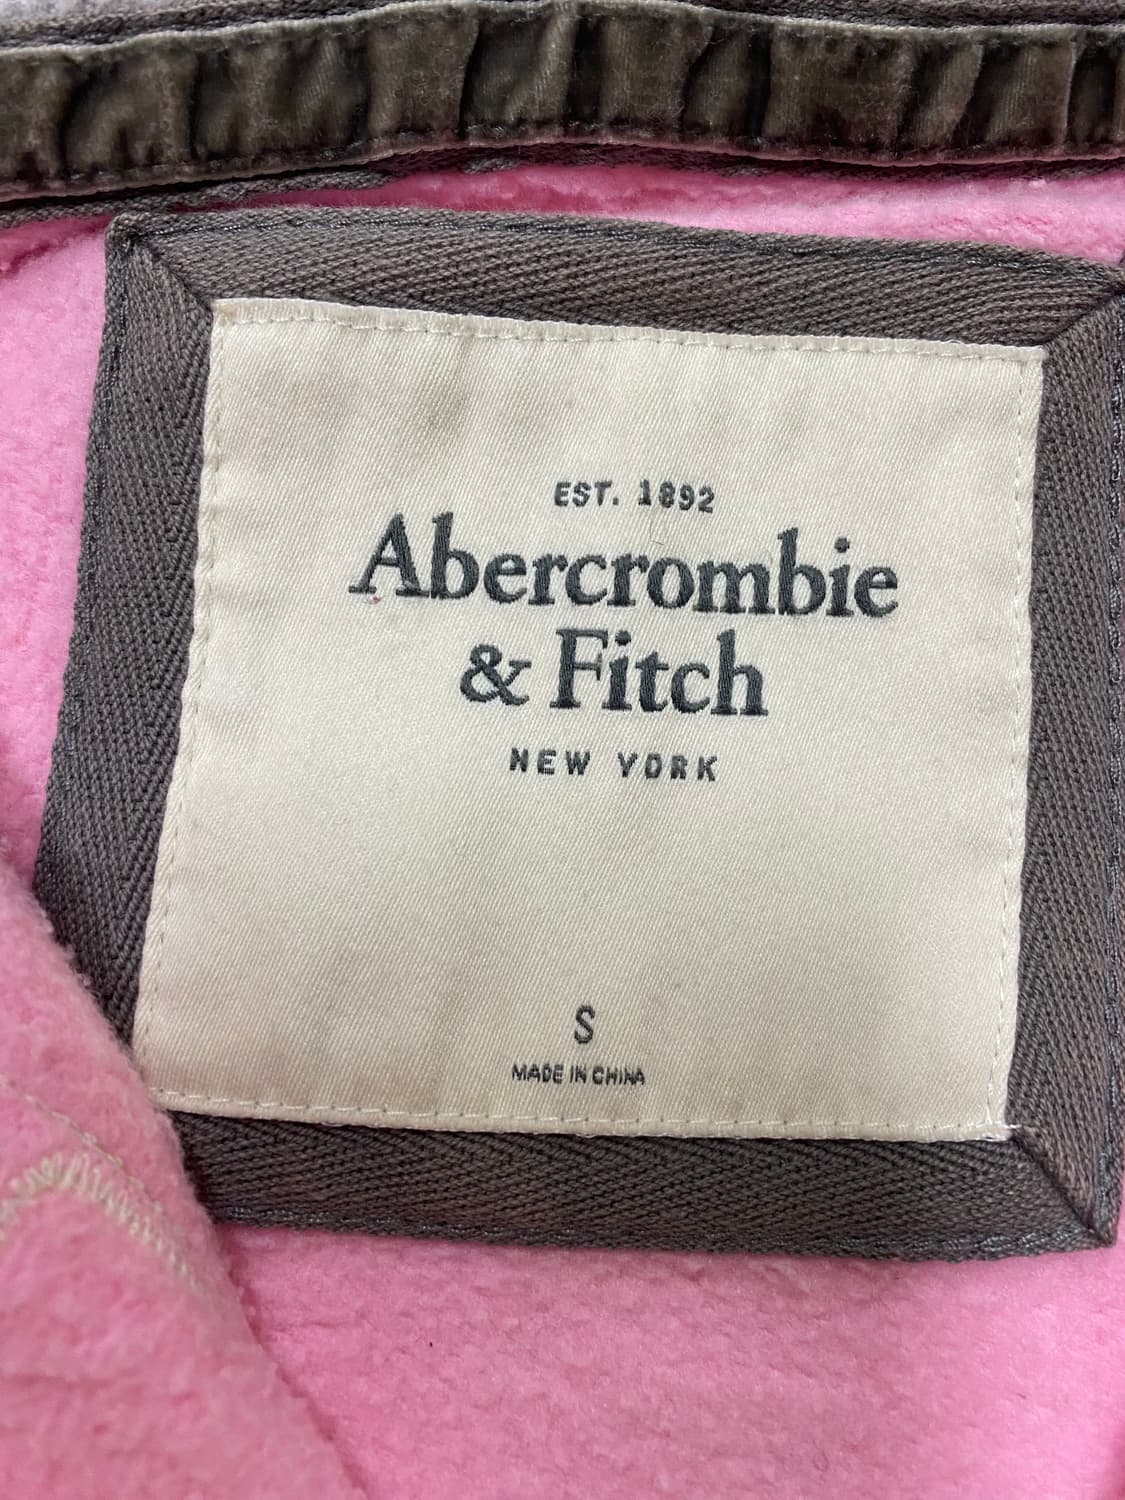 EST. 1892
Abercrombie
& Fitch
NEW YORK
S
MADE IN CHINA